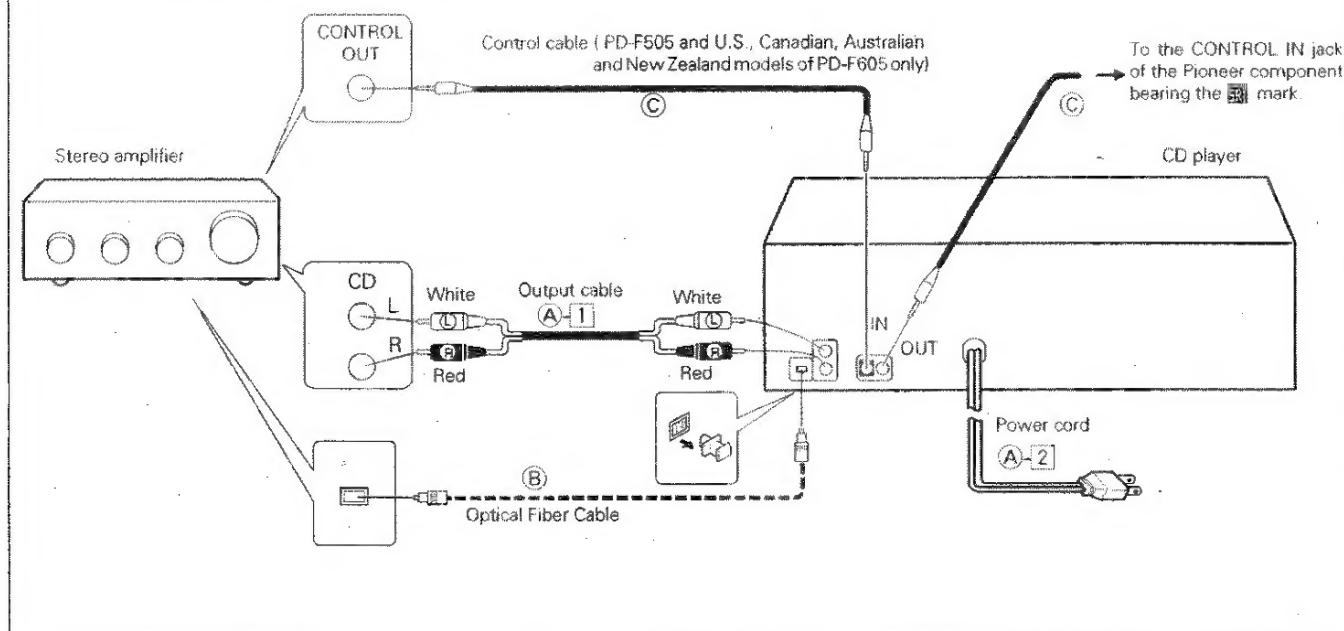 CONTROL
OUT
Control cable ( PD-F505 and U.S., Canadian, Australian
and New Zealand models of PD-F605 only)
To the CONTROL IN jack
of the Pioneer component
bearing the mark.
Ⓒ
Ⓒ
Stereo amplifier
CD player
CD
L
R
White
Red
Output cable
Ⓐ-1
White
Red
L
R
L
R
IN
OUT
Power cord
Ⓐ-2
Ⓑ
Optical Fiber Cable